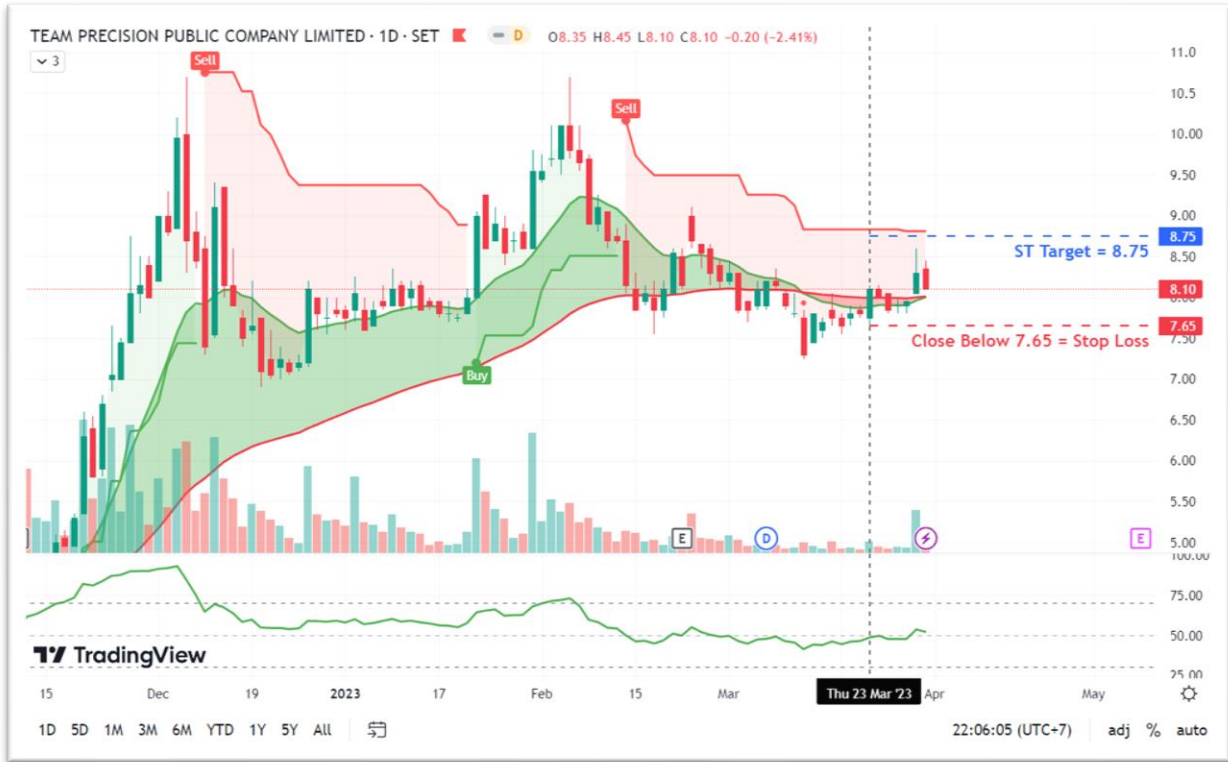 TEAM PRECISION PUBLIC COMPANY LIMITED · 1D · SET D O8.35 H8.45 L8.10 C8.10 −0.20 (−2.41%)
3
Sell
Sell
Buy
11.0
10.5
10.00
9.50
9.00
8.75
ST Target = 8.75
8.50
8.10
8.00
7.65
Close Below 7.65 = Stop Loss
7.50
7.00
6.50
6.00
5.50
5.00
E D E
100.00
75.00
50.00
25.00
TradingView
15 Dec 19 2023 17 Feb 15 Mar Thu 23 Mar '23 Apr May
1D 5D 1M 3M 6M YTD 1Y 5Y All 22:06:05 (UTC+7) adj % auto